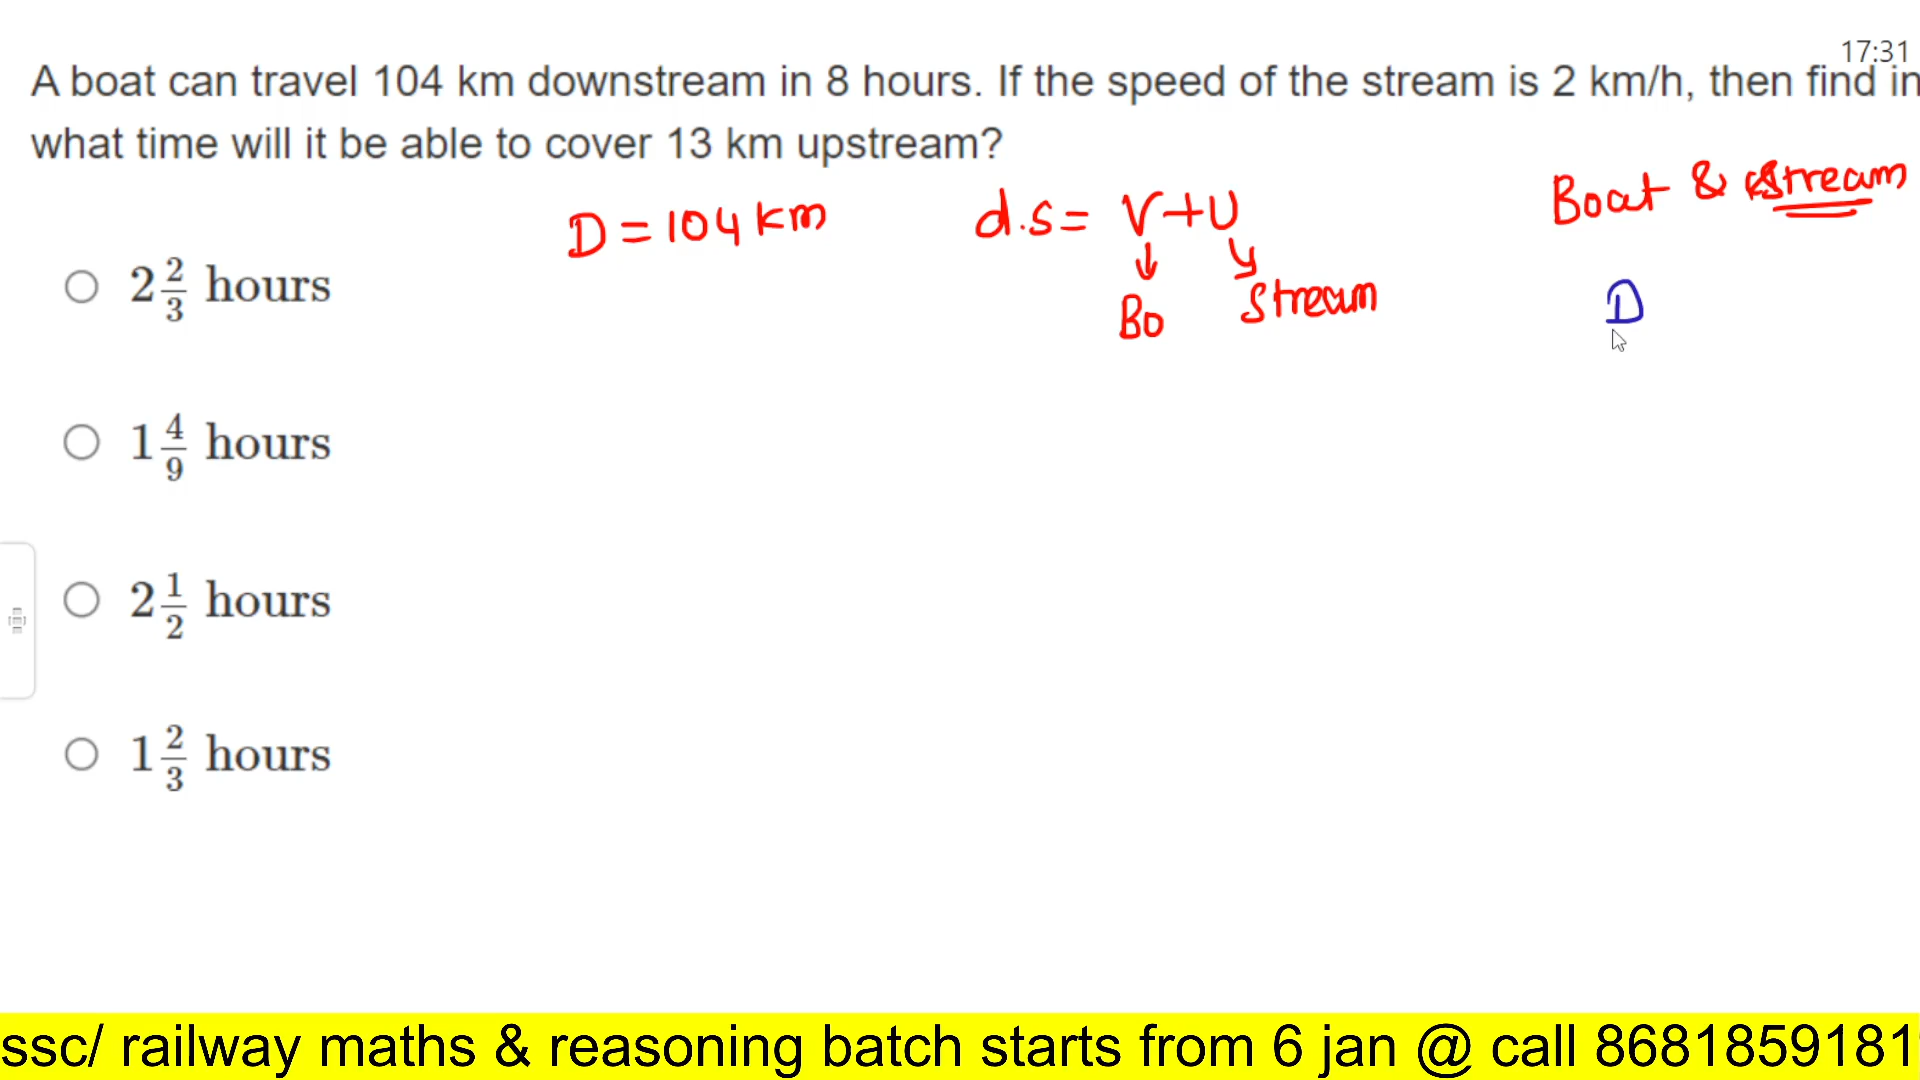 17:31
A boat can travel 104 km downstream in 8 hours. If the speed of the stream is 2 km/h, then find in
what time will it be able to cover 13 km upstream?
Boat & Stream
D = 104 km
d.s = V+U
Bo
Stream
D
2 2/3 hours
1 4/9 hours
2 1/2 hours
1 2/3 hours
ssc/ railway maths & reasoning batch starts from 6 jan @ call 868185918